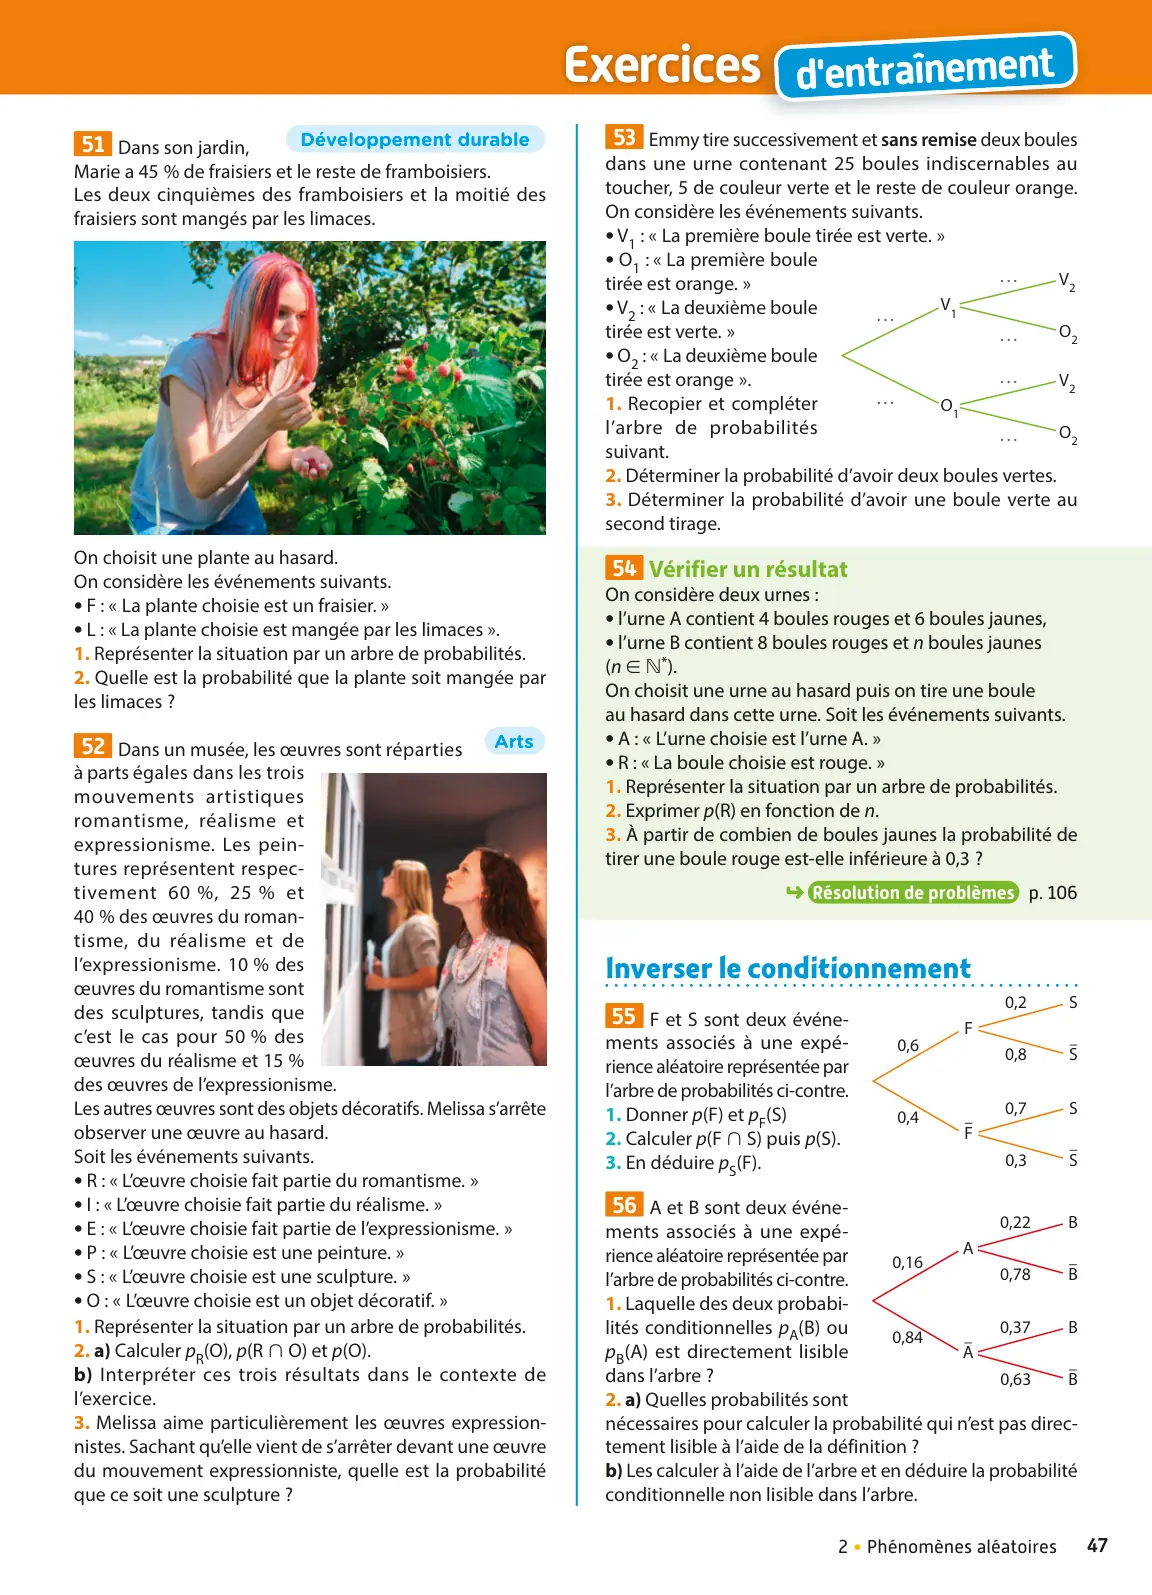 Exercices d'entraînement
51 Dans son jardin,
Développement durable
Marie a 45 % de fraisiers et le reste de framboisiers.
Les deux cinquièmes des framboisiers et la moitié des
fraisiers sont mangés par les limaces.
On choisit une plante au hasard.
On considère les événements suivants.
• F : « La plante choisie est un fraisier. »
• L : « La plante choisie est mangée par les limaces ».
1. Représenter la situation par un arbre de probabilités.
2. Quelle est la probabilité que la plante soit mangée par
les limaces ?
52 Dans un musée, les œuvres sont réparties
Arts
à parts égales dans les trois
mouvements artistiques
romantisme, réalisme et
expressionisme. Les pein-
tures représentent respec-
tivement 60 %, 25 % et
40 % des œuvres du roman-
tisme, du réalisme et de
l'expressionisme. 10 % des
œuvres du romantisme sont
des sculptures, tandis que
c'est le cas pour 50 % des
œuvres du réalisme et 15 %
des œuvres de l'expressionisme.
Les autres œuvres sont des objets décoratifs. Melissa s'arrête
observer une œuvre au hasard.
Soit les événements suivants.
• R : « L'œuvre choisie fait partie du romantisme. »
• I : « L'œuvre choisie fait partie du réalisme. »
• E : « L'œuvre choisie fait partie de l'expressionisme. »
• P : « L'œuvre choisie est une peinture. »
• S : « L'œuvre choisie est une sculpture. »
• O : « L'œuvre choisie est un objet décoratif. »
1. Représenter la situation par un arbre de probabilités.
2. a) Calculer p_R(O), p(R ∩ O) et p(O).
b) Interpréter ces trois résultats dans le contexte de
l'exercice.
3. Melissa aime particulièrement les œuvres expression-
nistes. Sachant qu'elle vient de s'arrêter devant une œuvre
du mouvement expressionniste, quelle est la probabilité
que ce soit une sculpture ?
53 Emmy tire successivement et sans remise deux boules
dans une urne contenant 25 boules indiscernables au
toucher, 5 de couleur verte et le reste de couleur orange.
On considère les événements suivants.
• V₁ : « La première boule tirée est verte. »
• O₁ : « La première boule
tirée est orange. »
• V₂ : « La deuxième boule
tirée est verte. »
• O₂ : « La deuxième boule
tirée est orange ».
1. Recopier et compléter
l'arbre de probabilités
suivant.
... V₂
... V₁
... O₂
... V₂
... O₁
... O₂
2. Déterminer la probabilité d'avoir deux boules vertes.
3. Déterminer la probabilité d'avoir une boule verte au
second tirage.
54 Vérifier un résultat
On considère deux urnes :
• l'urne A contient 4 boules rouges et 6 boules jaunes,
• l'urne B contient 8 boules rouges et n boules jaunes
(n ∈ ℕ*).
On choisit une urne au hasard puis on tire une boule
au hasard dans cette urne. Soit les événements suivants.
• A : « L'urne choisie est l'urne A. »
• R : « La boule choisie est rouge. »
1. Représenter la situation par un arbre de probabilités.
2. Exprimer p(R) en fonction de n.
3. À partir de combien de boules jaunes la probabilité de
tirer une boule rouge est-elle inférieure à 0,3 ?
↪ Résolution de problèmes p. 106
Inverser le conditionnement
55 F et S sont deux événe-
ments associés à une expé-
rience aléatoire représentée par
l'arbre de probabilités ci-contre.
1. Donner p(F) et p_F(S)
2. Calculer p(F ∩ S) puis p(S).
3. En déduire p_S(F).
0,2 S
0,6 F
0,8 S̅
0,7 S
0,4 F̅
0,3 S̅
56 A et B sont deux événe-
ments associés à une expé-
rience aléatoire représentée par
l'arbre de probabilités ci-contre.
1. Laquelle des deux probabi-
lités conditionnelles p_A(B) ou
p_B(A) est directement lisible
dans l'arbre ?
0,22 B
0,16 A
0,78 B̅
0,37 B
0,84 A̅
0,63 B̅
2. a) Quelles probabilités sont
nécessaires pour calculer la probabilité qui n'est pas direc-
tement lisible à l'aide de la définition ?
b) Les calculer à l'aide de l'arbre et en déduire la probabilité
conditionnelle non lisible dans l'arbre.
2 • Phénomènes aléatoires 47